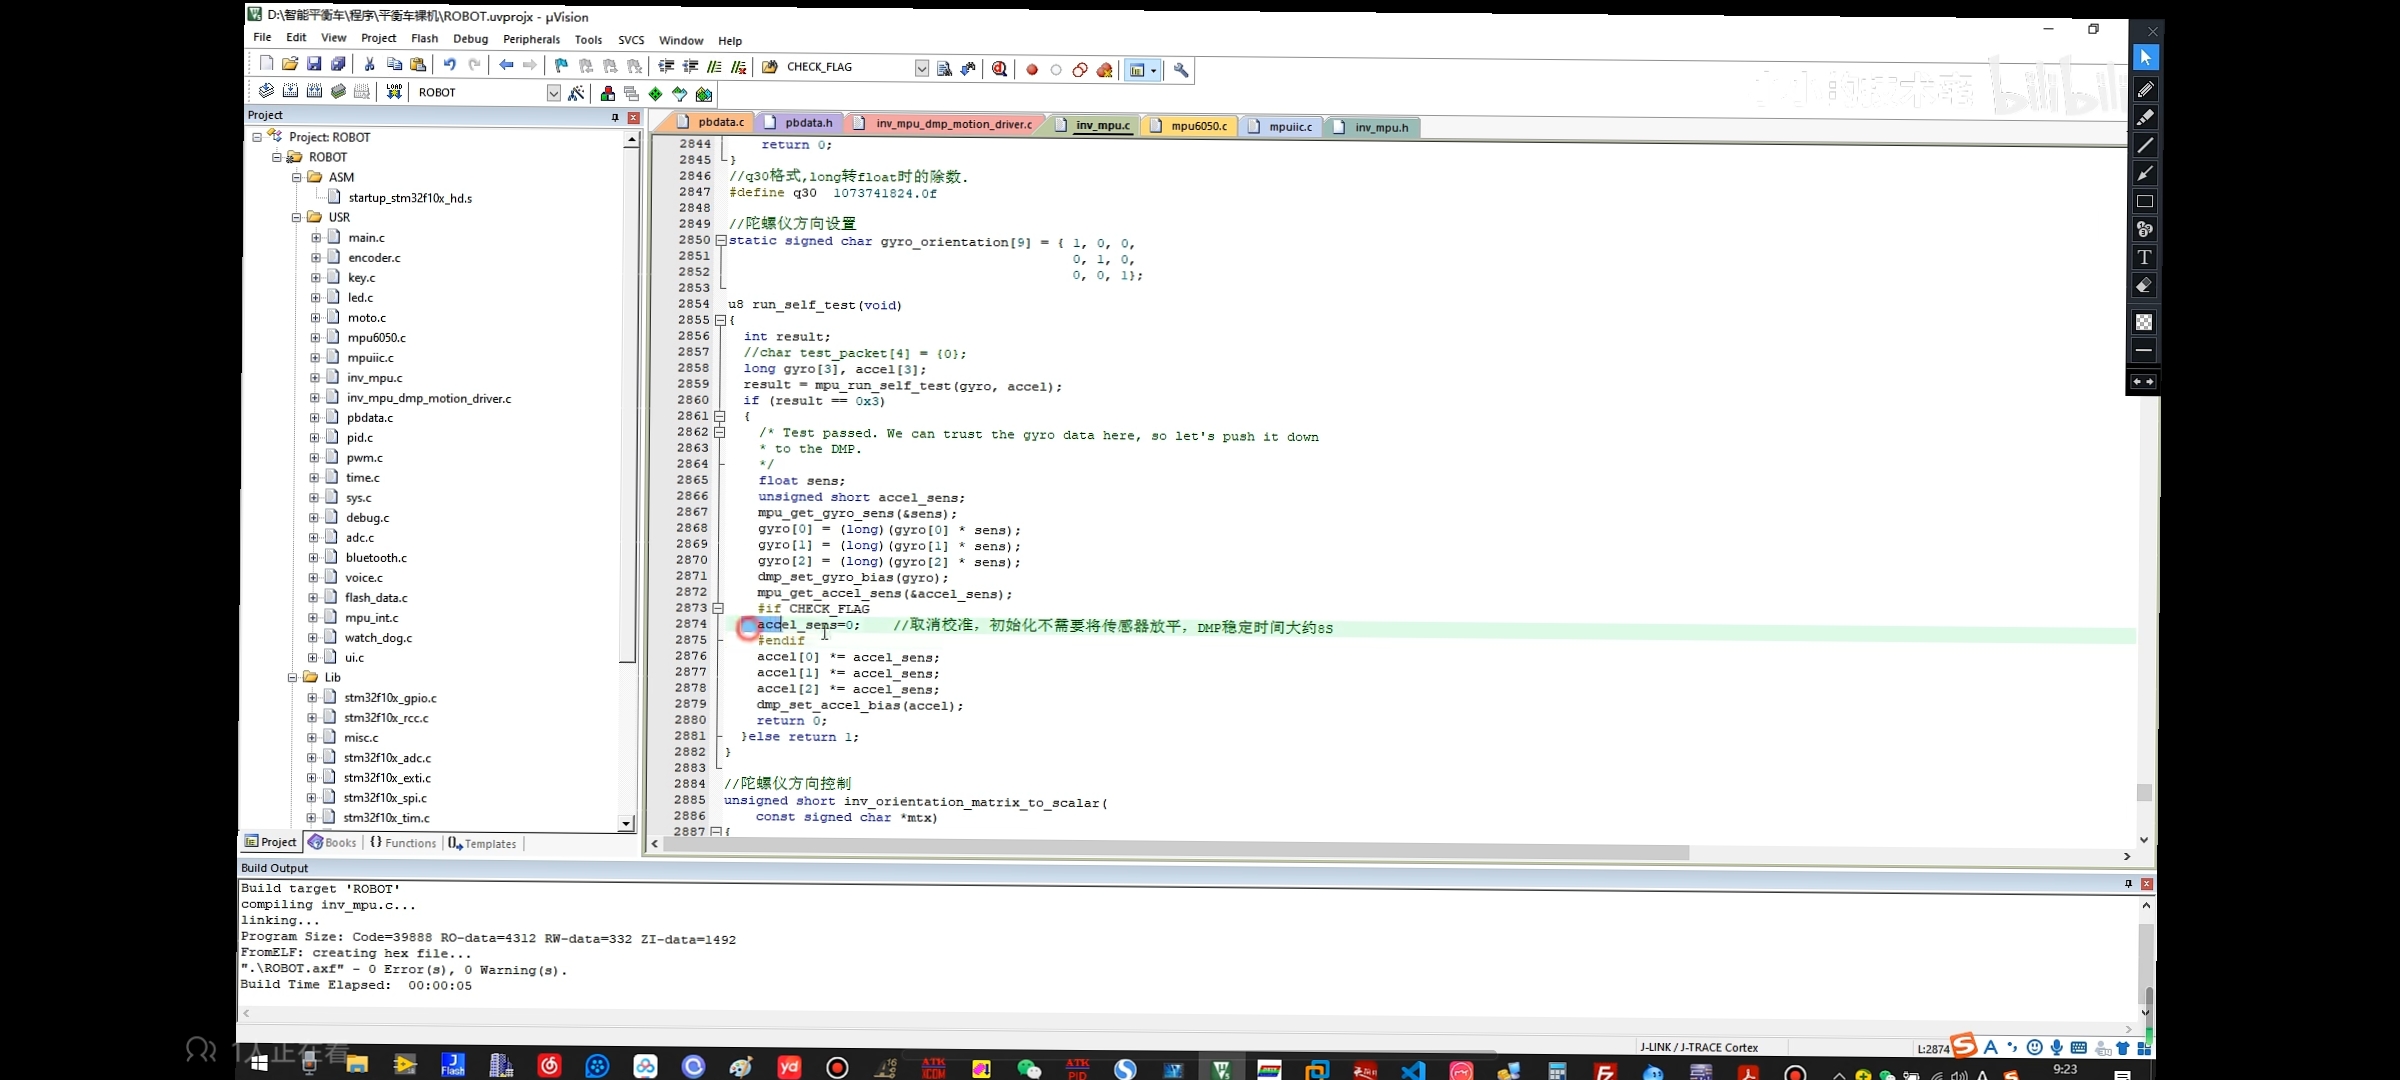 D:\智能平衡车\程序\平衡车裸机\ROBOT.uvprojx - µVision
File Edit View Project Flash Debug Peripherals Tools SVCS Window Help
CHECK_FLAG
LOAD ROBOT
bilibili
Project
pbdata.c pbdata.h inv_mpu_dmp_motion_driver.c inv_mpu.c mpu6050.c mpuiic.c inv_mpu.h
Project: ROBOT
ROBOT
ASM
startup_stm32f10x_hd.s
USR
main.c
encoder.c
key.c
led.c
moto.c
mpu6050.c
mpuiic.c
inv_mpu.c
inv_mpu_dmp_motion_driver.c
pbdata.c
pid.c
pwm.c
time.c
sys.c
debug.c
adc.c
bluetooth.c
voice.c
flash_data.c
mpu_int.c
watch_dog.c
ui.c
Lib
stm32f10x_gpio.c
stm32f10x_rcc.c
misc.c
stm32f10x_adc.c
stm32f10x_exti.c
stm32f10x_spi.c
stm32f10x_tim.c
Project Books {} Functions Templates
2844 return 0;
2845 }
2846 //q30格式,long转float时的除数.
2847 #define q30 1073741824.0f
2848
2849 //陀螺仪方向设置
2850 static signed char gyro_orientation[9] = { 1, 0, 0,
2851 0, 1, 0,
2852 0, 0, 1};
2853
2854 u8 run_self_test(void)
2855 {
2856 int result;
2857 //char test_packet[4] = {0};
2858 long gyro[3], accel[3];
2859 result = mpu_run_self_test(gyro, accel);
2860 if (result == 0x3)
2861 {
2862 /* Test passed. We can trust the gyro data here, so let's push it down
2863 * to the DMP.
2864 */
2865 float sens;
2866 unsigned short accel_sens;
2867 mpu_get_gyro_sens(&sens);
2868 gyro[0] = (long)(gyro[0] * sens);
2869 gyro[1] = (long)(gyro[1] * sens);
2870 gyro[2] = (long)(gyro[2] * sens);
2871 dmp_set_gyro_bias(gyro);
2872 mpu_get_accel_sens(&accel_sens);
2873 #if CHECK_FLAG
2874 accel_sens=0; //取消校准，初始化不需要将传感器放平，DMP稳定时间大约8S
2875 #endif
2876 accel[0] *= accel_sens;
2877 accel[1] *= accel_sens;
2878 accel[2] *= accel_sens;
2879 dmp_set_accel_bias(accel);
2880 return 0;
2881 }else return 1;
2882 }
2883
2884 //陀螺仪方向控制
2885 unsigned short inv_orientation_matrix_to_scalar(
2886 const signed char *mtx)
2887 {
Build Output
Build target 'ROBOT'
compiling inv_mpu.c...
linking...
Program Size: Code=39888 RO-data=4312 RW-data=332 ZI-data=1492
FromELF: creating hex file...
".\ROBOT.axf" - 0 Error(s), 0 Warning(s).
Build Time Elapsed: 00:00:05
J-LINK / J-TRACE Cortex
L:2874
1人正在看
9:23